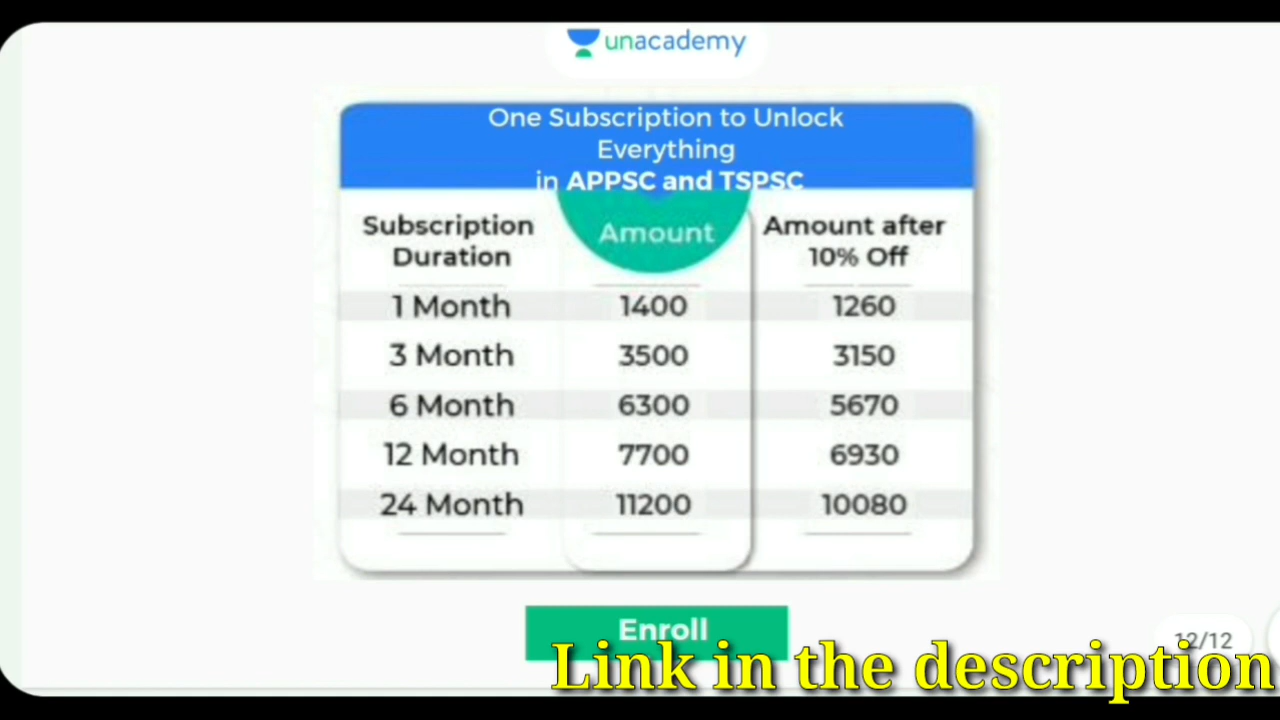 unacademy
One Subscription to Unlock
Everything
in APPSC and TSPSC
Subscription Duration
Amount
Amount after 10% Off
1 Month 1400 1260
3 Month 3500 3150
6 Month 6300 5670
12 Month 7700 6930
24 Month 11200 10080
Enroll
12/12
Link in the description